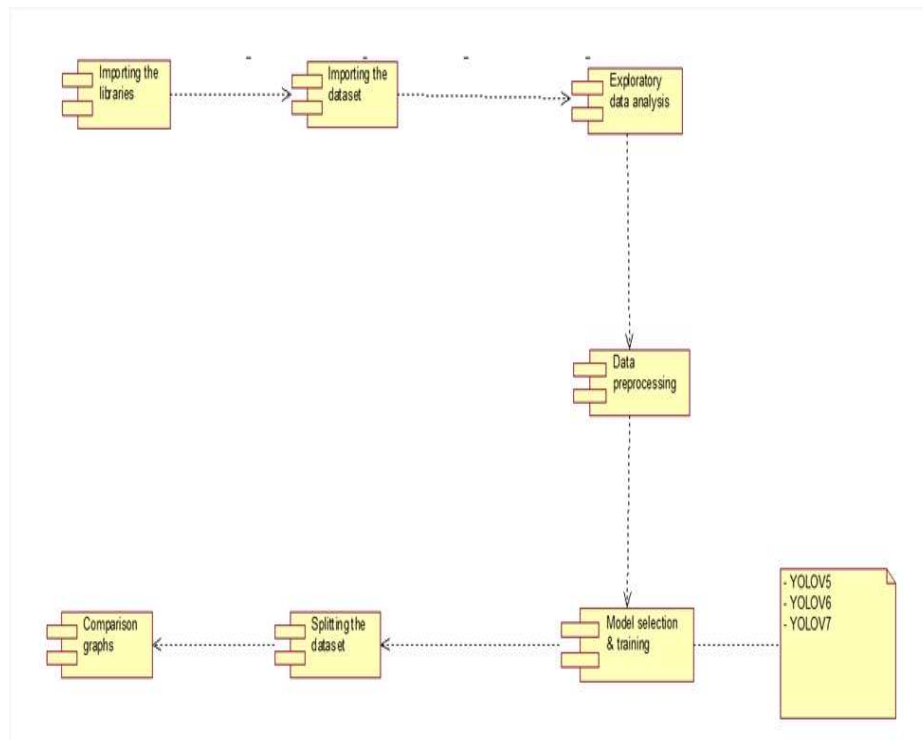 Importing the
libraries
Importing the
dataset
Exploratory
data analysis
Data
preprocessing
Model selection
& training
- YOLOV5
- YOLOV6
- YOLOV7
Splitting the
dataset
Comparison
graphs